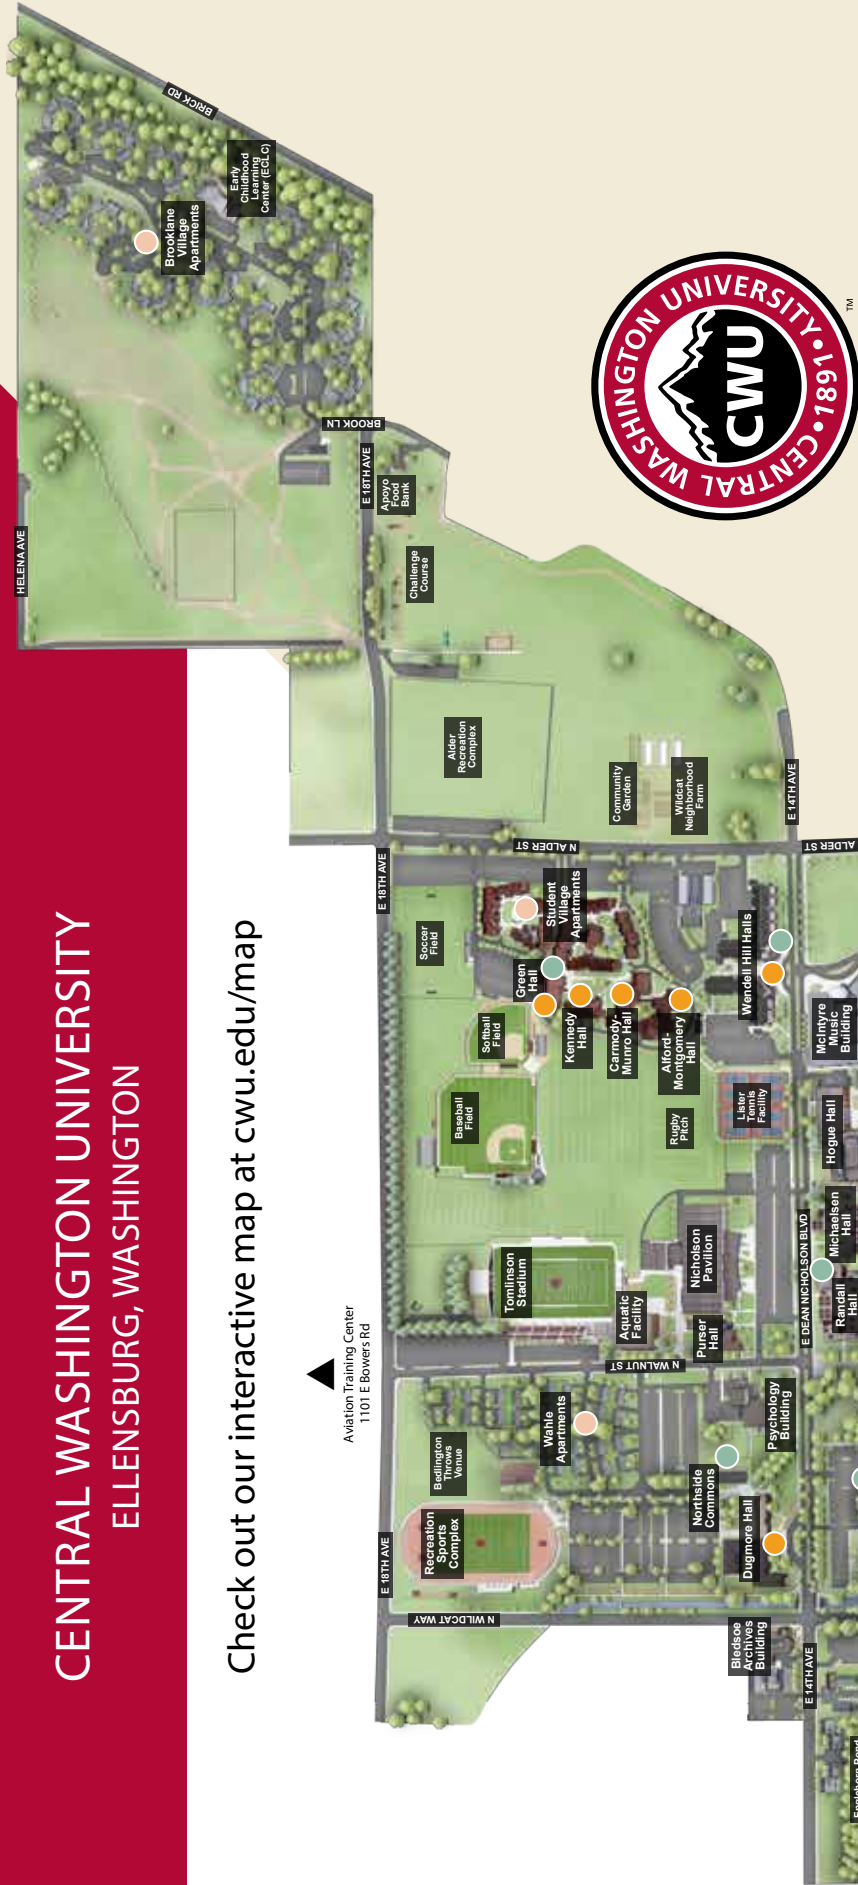 CENTRAL WASHINGTON UNIVERSITY
ELLENSBURG, WASHINGTON
Check out our interactive map at cwu.edu/map
Aviation Training Center
1101 E Bowers Rd
HELENA AVE
BRICK RD
Brooklane
Village
Apartments
Early
Childhood
Learning
Center (ECLC)
BROOK LN
E 18TH AVE
Apoyo
Food
Bank
Challenge
Course
Alder
Recreation
Complex
Community
Garden
Wildcat
Neighborhood
Farm
E 14TH AVE
N ALDER ST
ALDER ST
E 18TH AVE
Soccer
Field
Student
Village
Apartments
Green
Hall
Softball
Field
Kennedy
Hall
Carmody-
Munro Hall
Alford-
Montgomery
Hall
Wendell Hill Halls
Baseball
Field
Rugby
Pitch
Lister
Tennis
Facility
McIntyre
Music
Building
Hogue Hall
Michaelsen
Hall
Randall
Hall
E DEAN NICHOLSON BLVD
Tomlinson
Stadium
Aquatic
Facility
Nicholson
Pavilion
Purser
Hall
N WALNUT ST
Bedlington
Throws
Venue
Wahle
Apartments
Northside
Commons
Psychology
Building
Recreation
Sports
Complex
Dugmore Hall
E 18TH AVE
N WILDCAT WAY
Bledsoe
Archives
Building
E 14TH AVE
CENTRAL WASHINGTON UNIVERSITY • 1891 •
CWU
TM